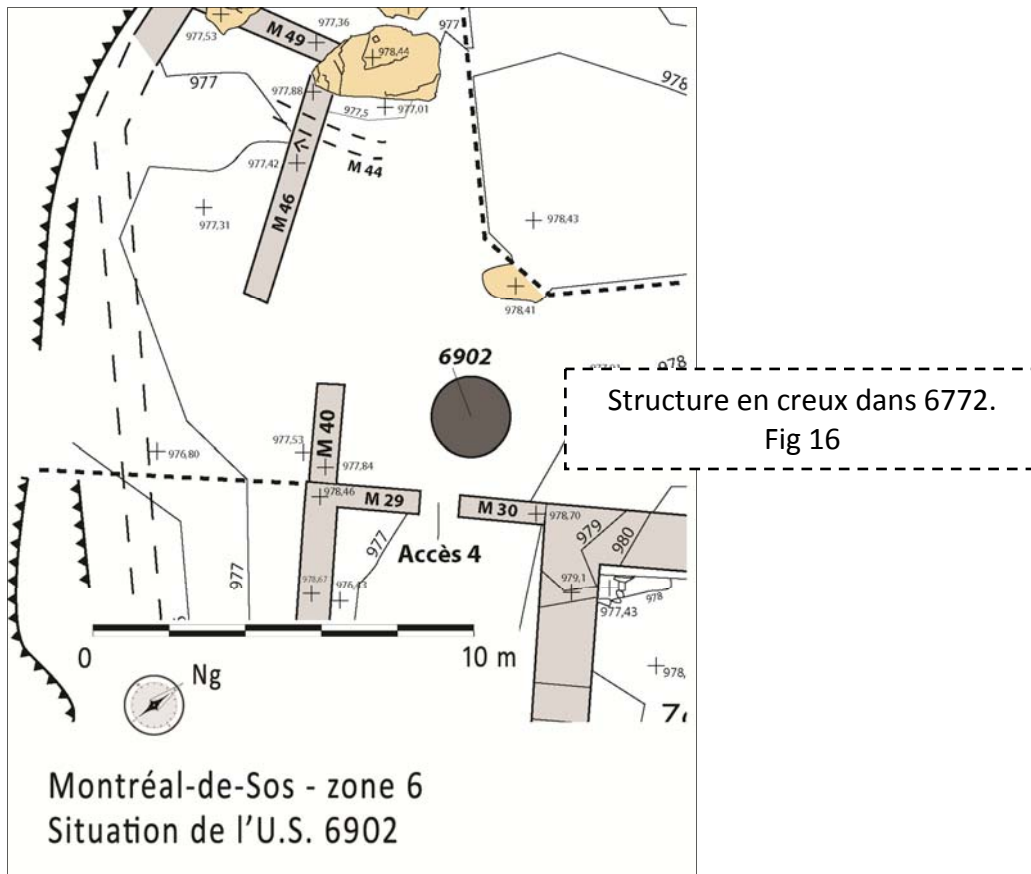 977,36
977
977,53
M 49
978,44
978
977
977,88
977,5
977,01
977,42
M 44
M 46
977,31
978,43
978,41
6902
978
Structure en creux dans 6772.
Fig 16
M 40
977,53
976,80
977,84
978,46
M 29
M 30
978,70
979
980
977
Accès 4
977
978,67
979,1
978
977,43
0
10 m
978,
Ng
Montréal-de-Sos - zone 6
Situation de l'U.S. 6902